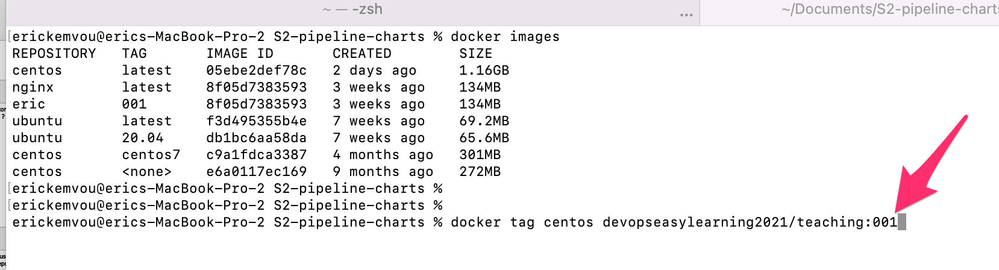 ~ — -zsh
... ~/Documents/S2-pipeline-charts
[erickemvou@erics-MacBook-Pro-2 S2-pipeline-charts % docker images
REPOSITORY TAG IMAGE ID CREATED SIZE
centos latest 05ebe2def78c 2 days ago 1.16GB
nginx latest 8f05d7383593 3 weeks ago 134MB
eric 001 8f05d7383593 3 weeks ago 134MB
ubuntu latest f3d495355b4e 7 weeks ago 69.2MB
ubuntu 20.04 db1bc6aa58da 7 weeks ago 65.6MB
centos centos7 c9a1fdca3387 4 months ago 301MB
centos <none> e6a0117ec169 9 months ago 272MB
[erickemvou@erics-MacBook-Pro-2 S2-pipeline-charts %
[erickemvou@erics-MacBook-Pro-2 S2-pipeline-charts %
erickemvou@erics-MacBook-Pro-2 S2-pipeline-charts % docker tag centos devopseasylearning2021/teaching:001